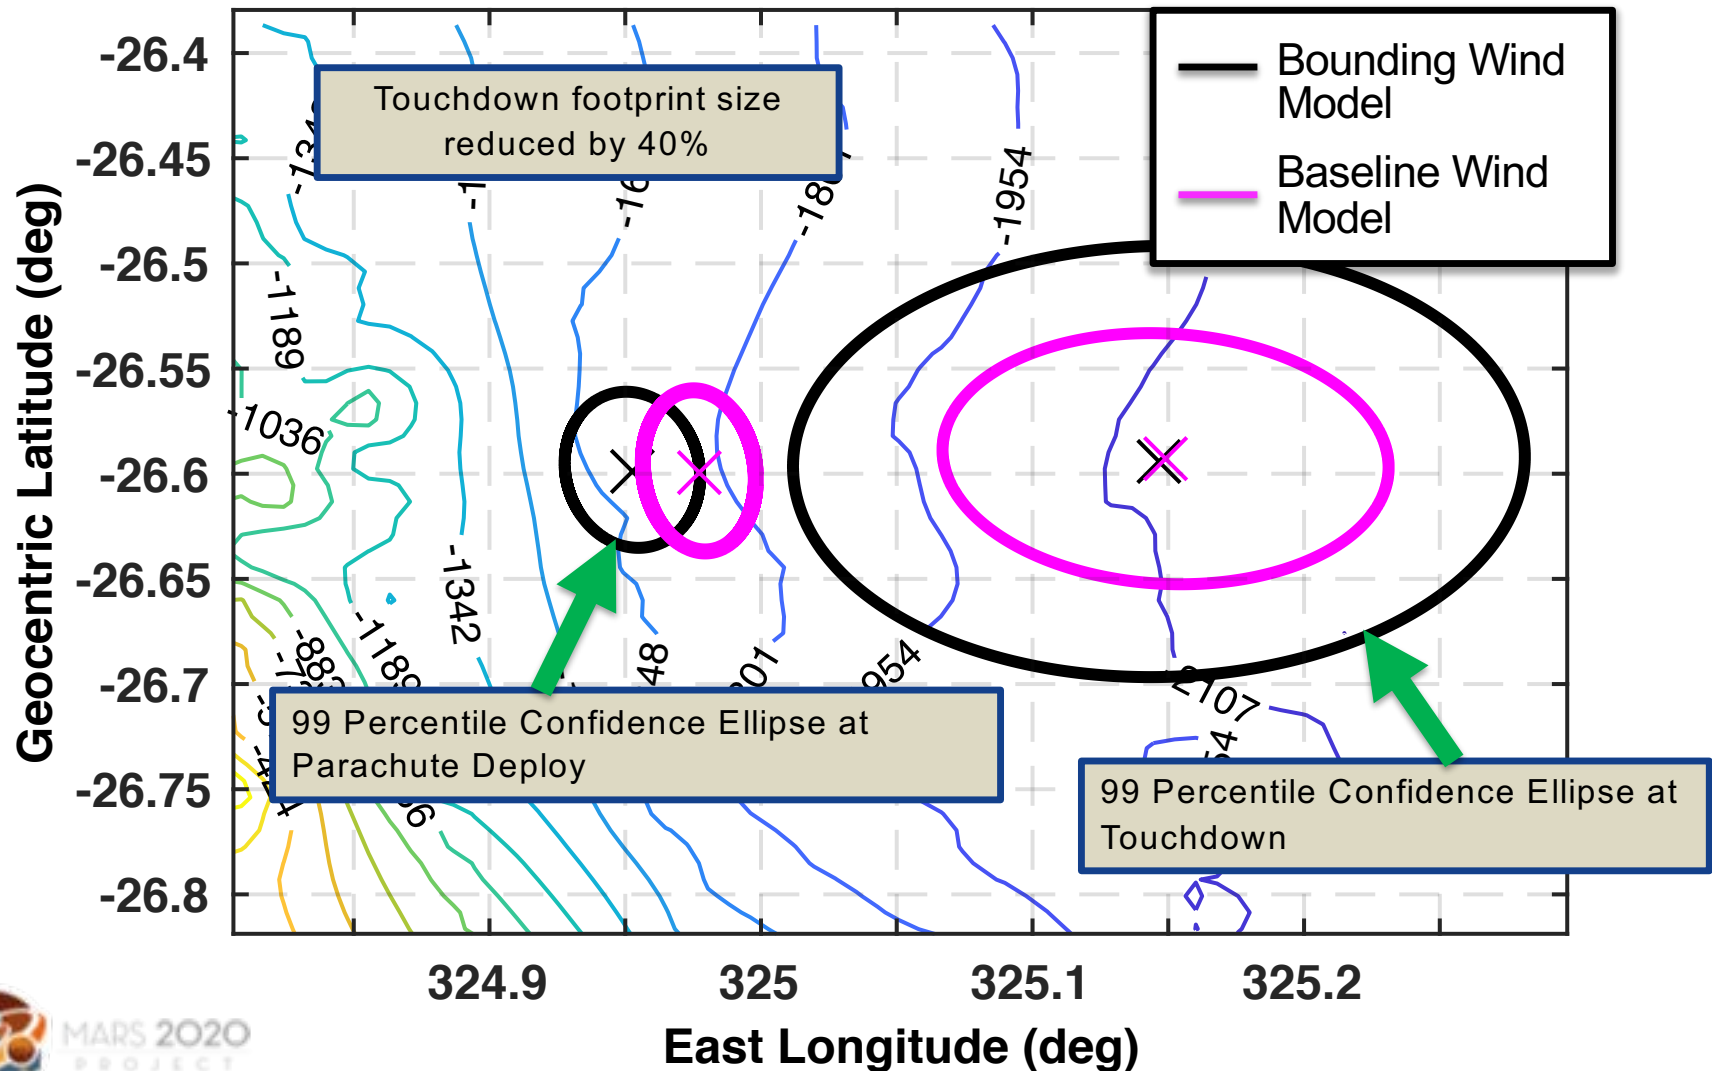 Bounding Wind
Model
Baseline Wind
Model
Touchdown footprint size
reduced by 40%
-26.4
-26.45
-26.5
-26.55
-26.6
-26.65
-26.7
-26.75
-26.8
Geocentric Latitude (deg)
-1954
-1189
-1036
-1342
-1189
-883
-2107
99 Percentile Confidence Ellipse at
Parachute Deploy
99 Percentile Confidence Ellipse at
Touchdown
324.9
325
325.1
325.2
East Longitude (deg)
MARS 2020
PROJECT